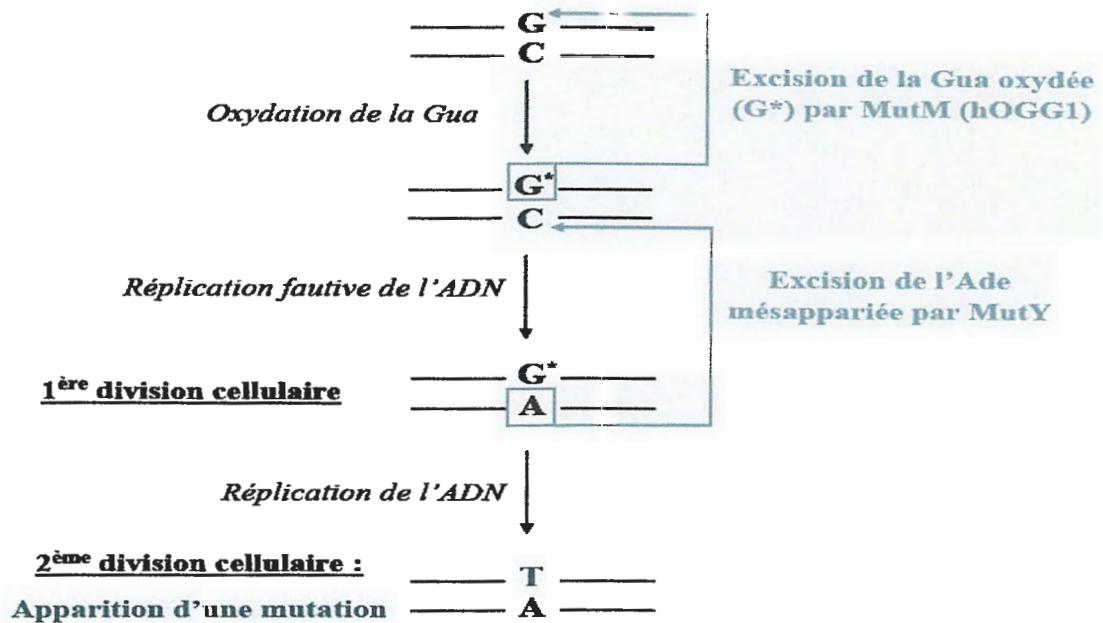 G
C
Excision de la Gua oxydée
(G*) par MutM (hOGG1)
Oxydation de la Gua
G*
C
Excision de l'Ade
mésappariée par MutY
Réplication fautive de l'ADN
G*
1ère division cellulaire
A
Réplication de l'ADN
2ème division cellulaire :
T
Apparition d'une mutation
A